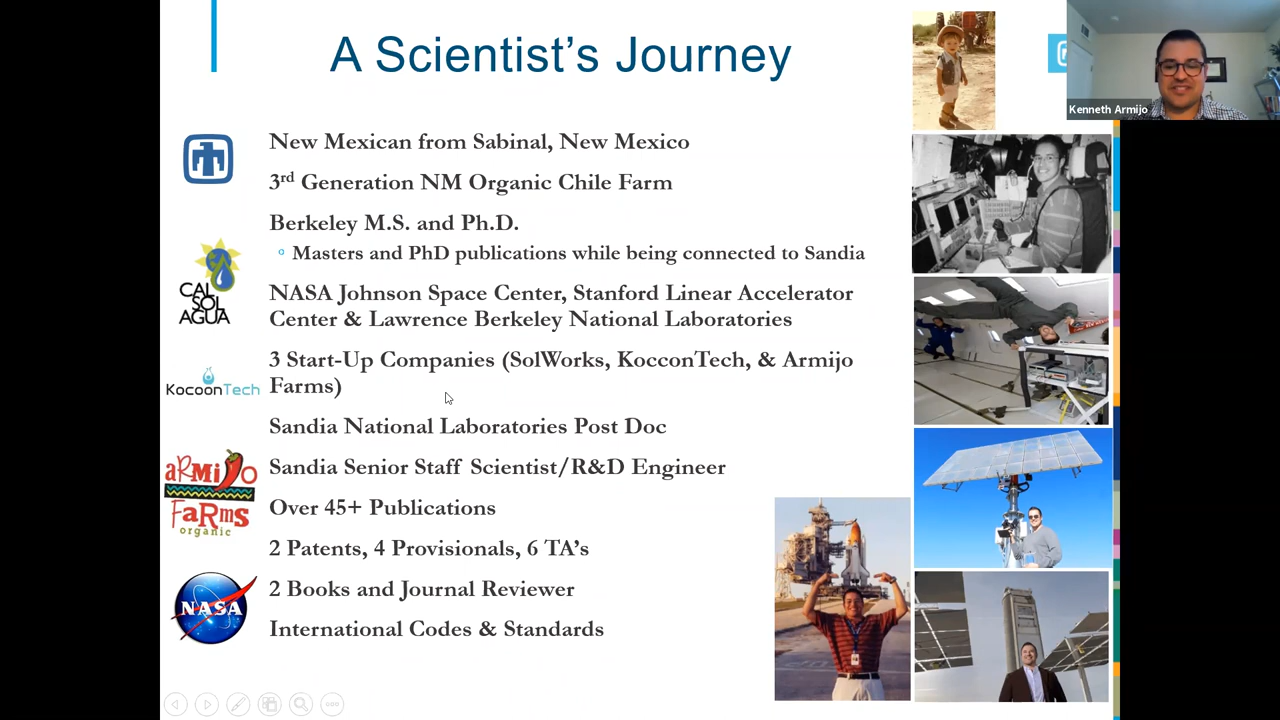 A Scientist's Journey
Kenneth Armijo
New Mexican from Sabinal, New Mexico
3rd Generation NM Organic Chile Farm
Berkeley M.S. and Ph.D.
Masters and PhD publications while being connected to Sandia
CAL
SOL
AGUA
NASA Johnson Space Center, Stanford Linear Accelerator
Center & Lawrence Berkeley National Laboratories
3 Start-Up Companies (SolWorks, KocconTech, & Armijo
Farms)
KocoonTech
Sandia National Laboratories Post Doc
Sandia Senior Staff Scientist/R&D Engineer
aRMiJo
FaRms
organic
Over 45+ Publications
2 Patents, 4 Provisionals, 6 TA's
2 Books and Journal Reviewer
NASA
International Codes & Standards